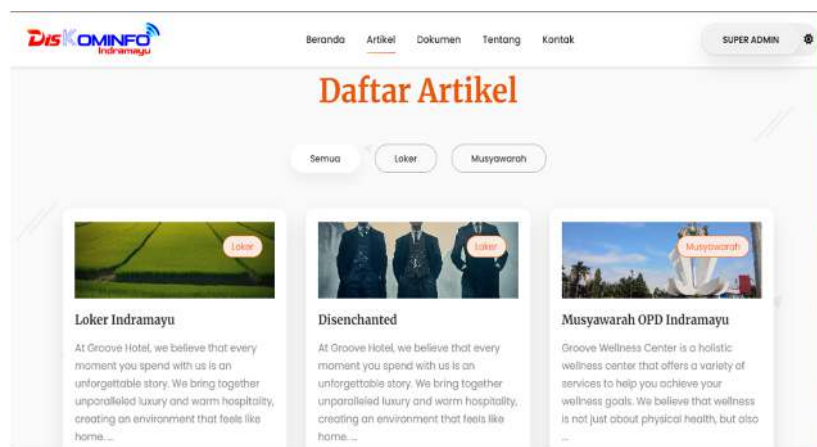 DISKOMINFO
Indramayu
Beranda Artikel Dokumen Tentang Kontak
SUPER ADMIN
Daftar Artikel
Semua Loker Musyawarah
Loker
Loker
Musyawarah
Loker Indramayu
At Groove Hotel, we believe that every
moment you spend with us is an
unforgettable story. We bring together
unparalleled luxury and warm hospitality,
creating an environment that feels like
home. ...
Disenchanted
At Groove Hotel, we believe that every
moment you spend with us is an
unforgettable story. We bring together
unparalleled luxury and warm hospitality,
creating an environment that feels like
home. ...
Musyawarah OPD Indramayu
Groove Wellness Center is a holistic
wellness center that offers a variety of
services to help you achieve your
wellness goals. We believe that wellness
is not just about physical health, but also
...